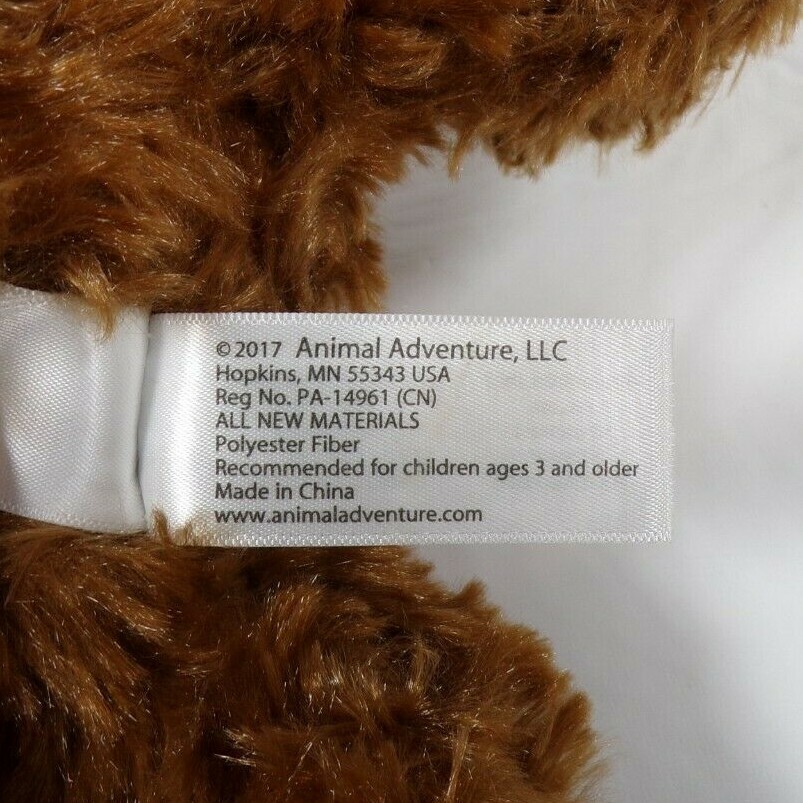 ©2017 Animal Adventure, LLC
Hopkins, MN 55343 USA
Reg No. PA-14961 (CN)
ALL NEW MATERIALS
Polyester Fiber
Recommended for children ages 3 and older
Made in China
www.animaladventure.com